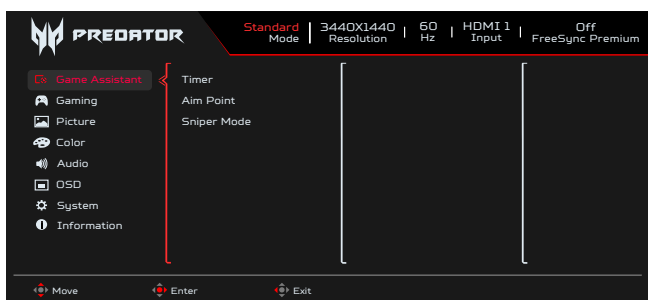 PREDATOR
Standard Mode
3440X1440 Resolution
60 Hz
HDMI 1 Input
Off FreeSync Premium
Game Assistant
Timer
Gaming
Aim Point
Picture
Sniper Mode
Color
Audio
OSD
System
Information
Move
Enter
Exit